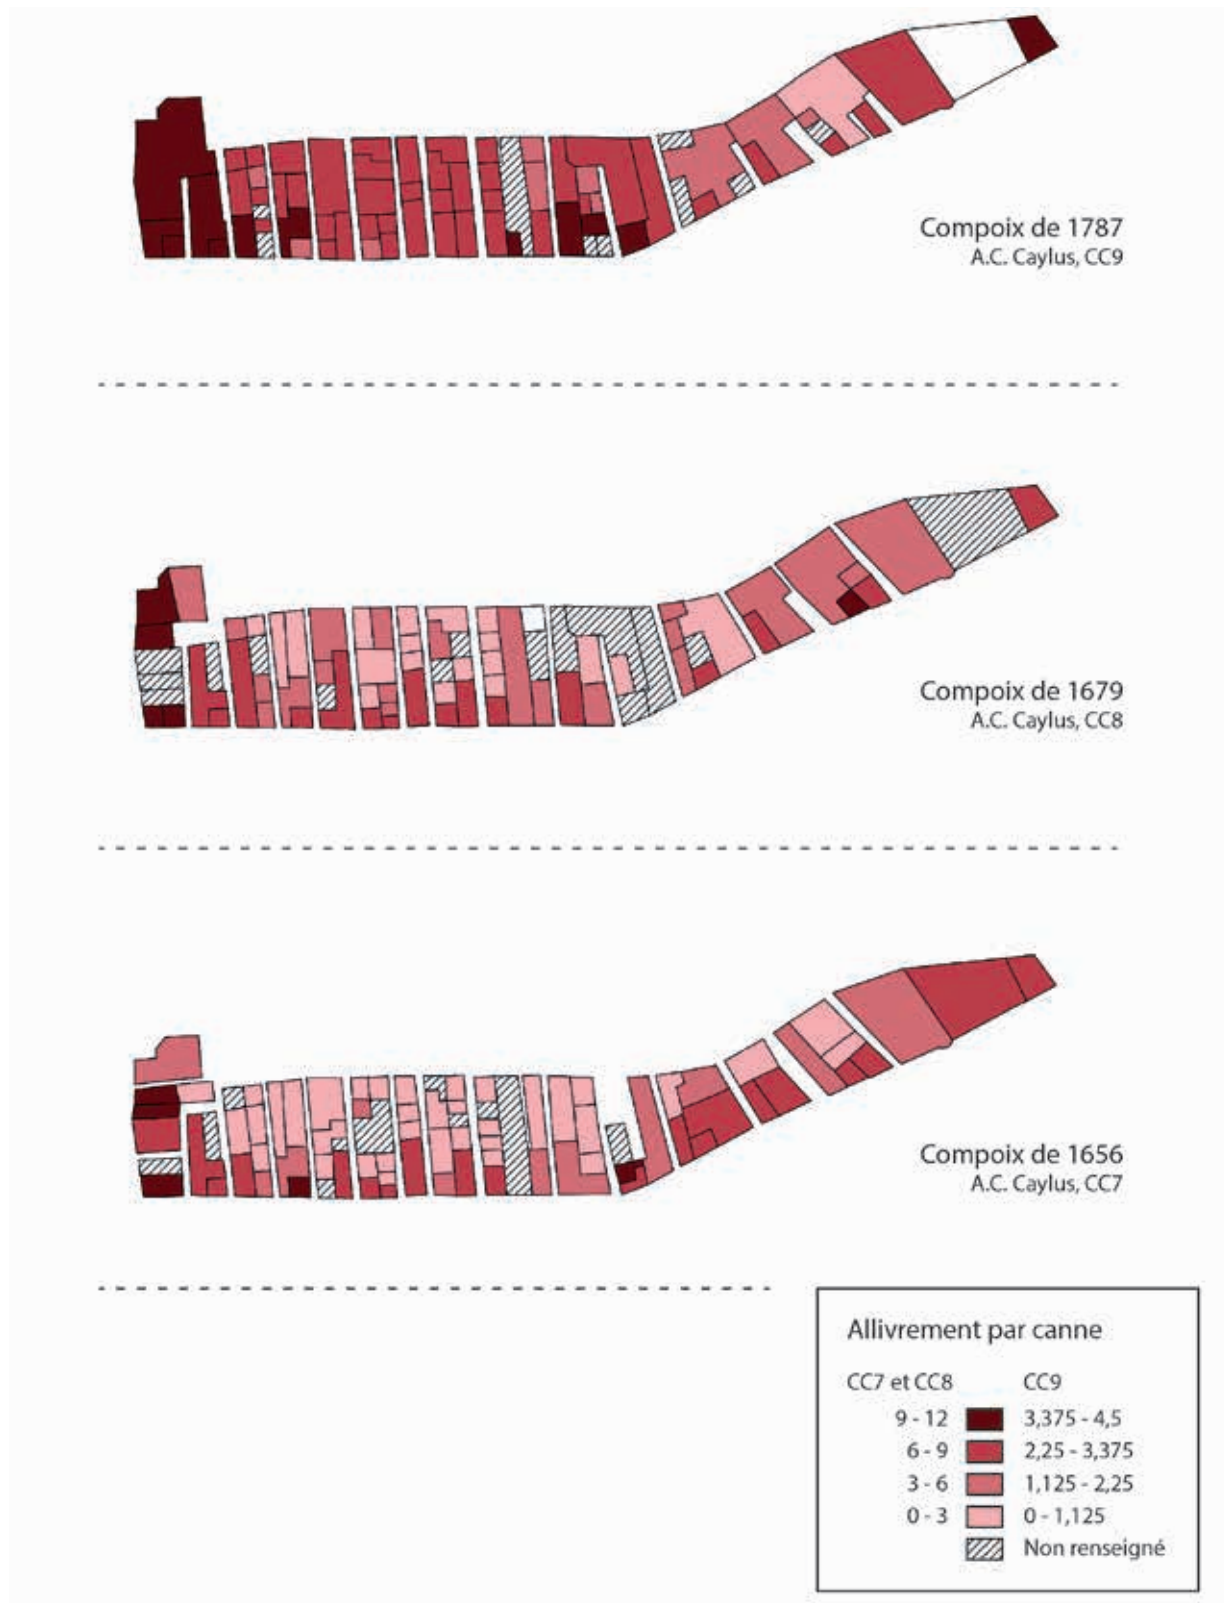 Compoix de 1787
A.C. Caylus, CC9
Compoix de 1679
A.C. Caylus, CC8
Compoix de 1656
A.C. Caylus, CC7
Allivrement par canne
CC7 et CC8 CC9
9 - 12 3,375 - 4,5
6 - 9 2,25 - 3,375
3 - 6 1,125 - 2,25
0 - 3 0 - 1,125
Non renseigné